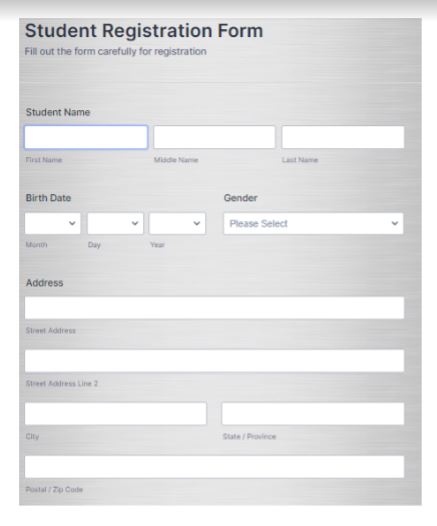 Student Registration Form
Fill out the form carefully for registration
Student Name
First Name Middle Name Last Name
Birth Date Gender
Please Select
Month Day Year
Address
Street Address
Street Address Line 2
City State / Province
Postal / Zip Code